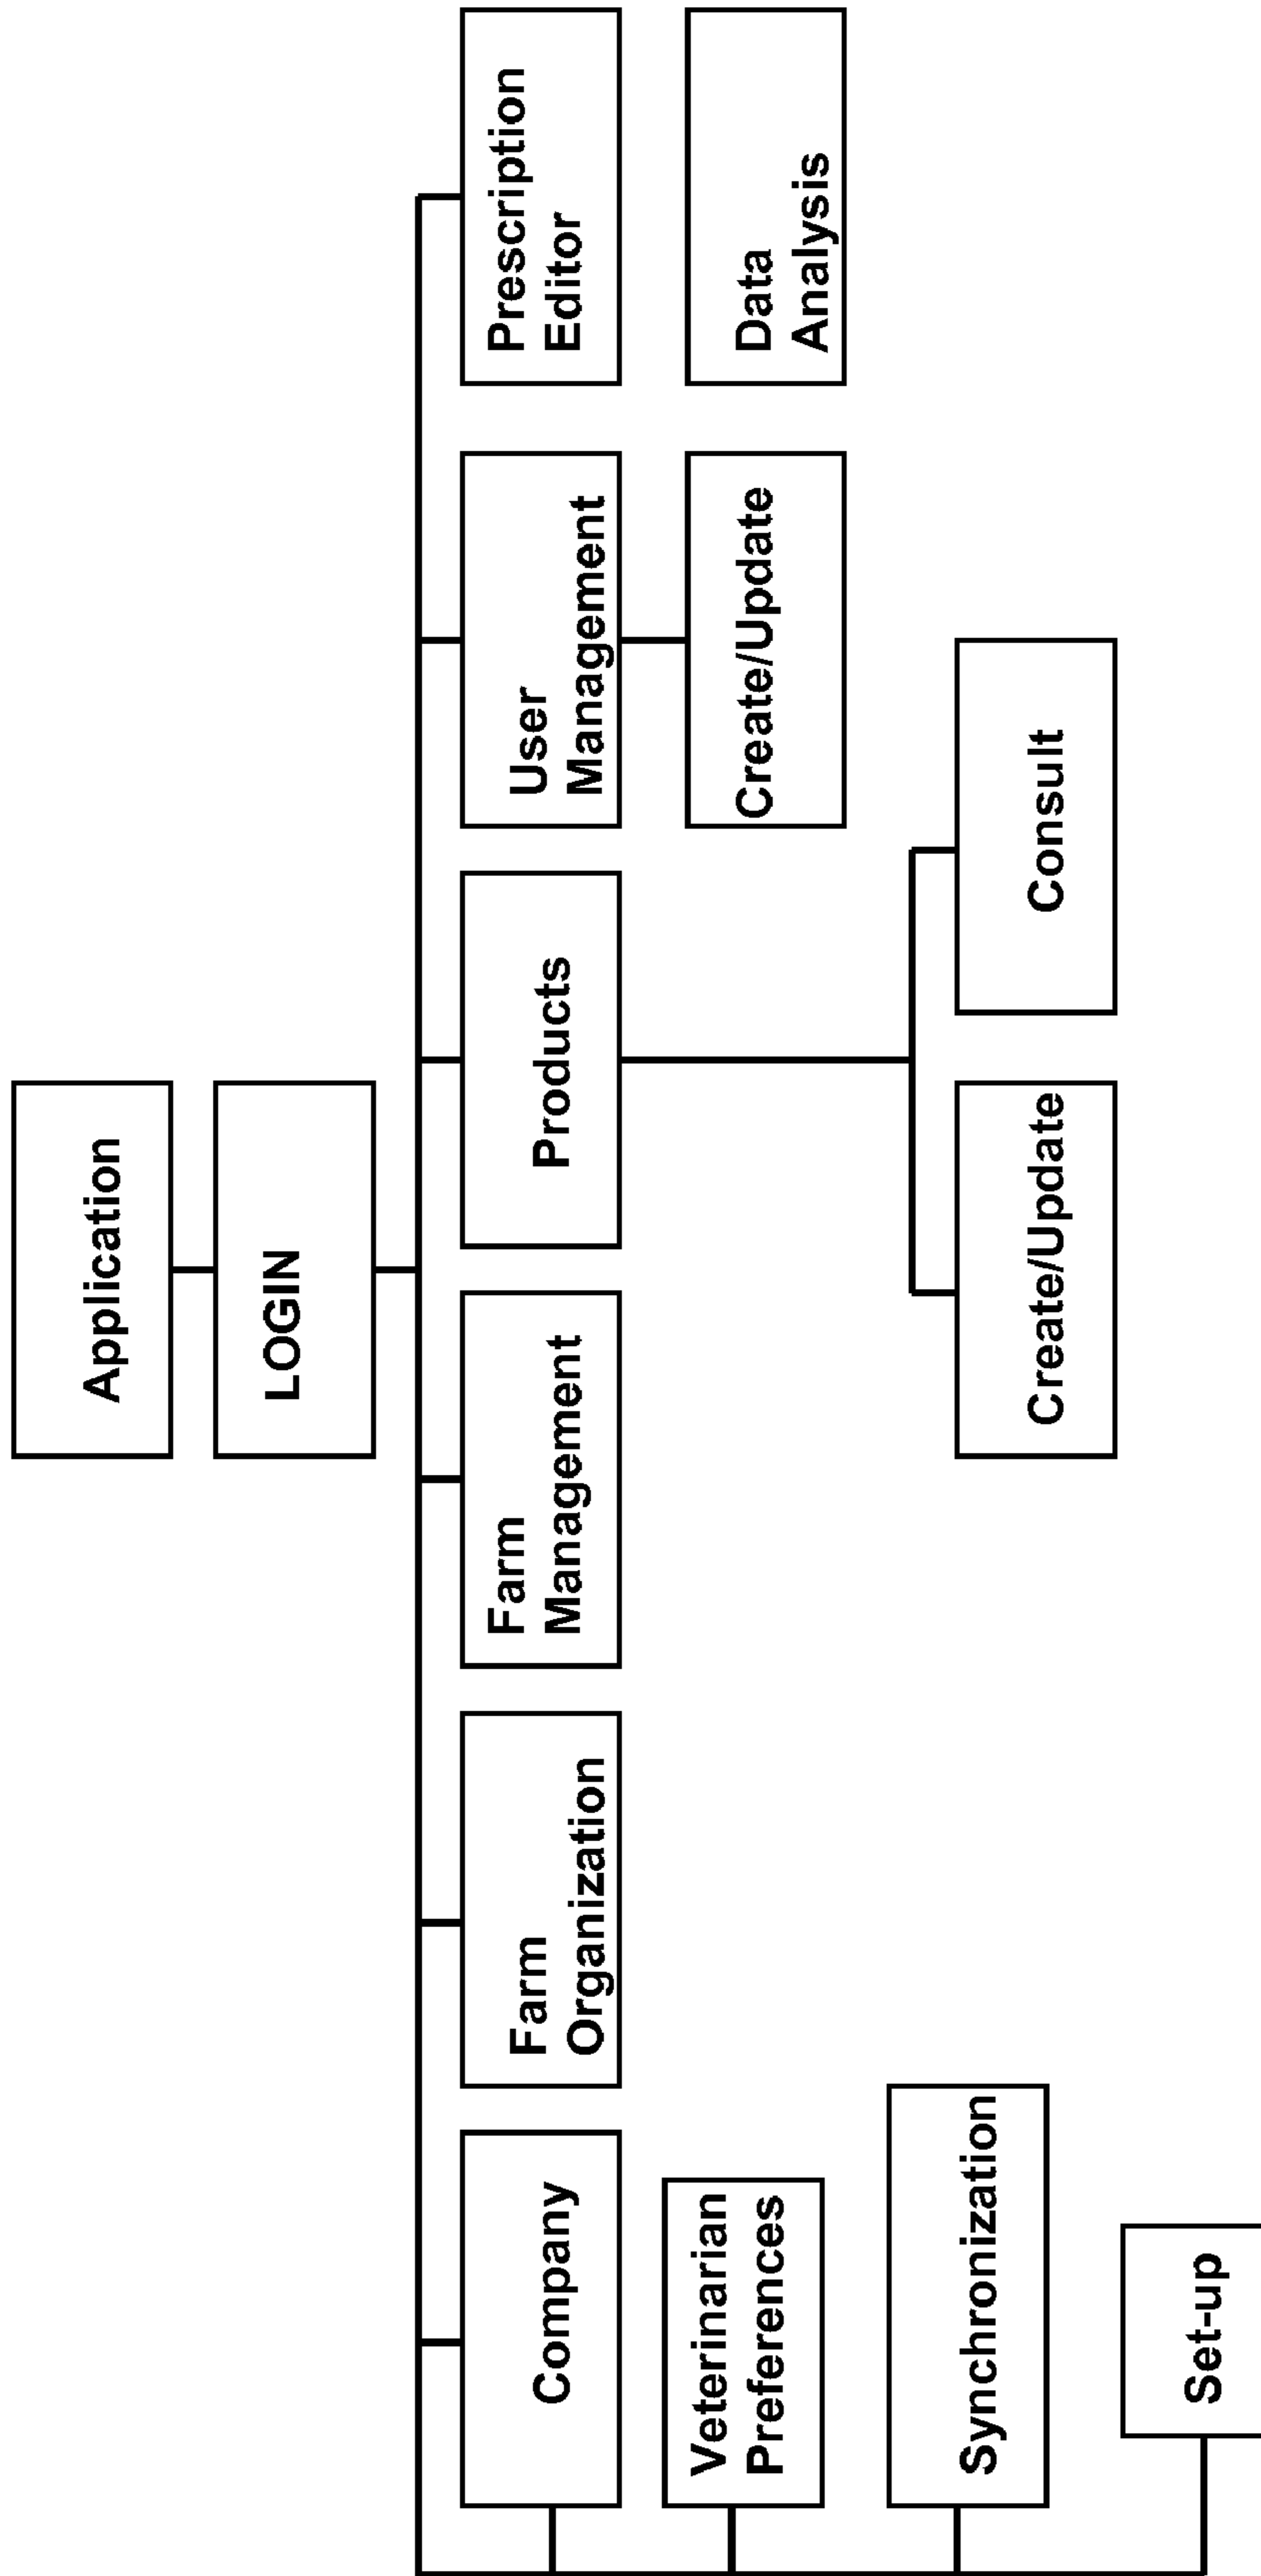 Application
LOGIN
Company
Farm
Organization
Farm
Management
Products
User
Management
Prescription
Editor
Veterinarian
Preferences
Create/Update
Data
Analysis
Synchronization
Create/Update
Consult
Set-up